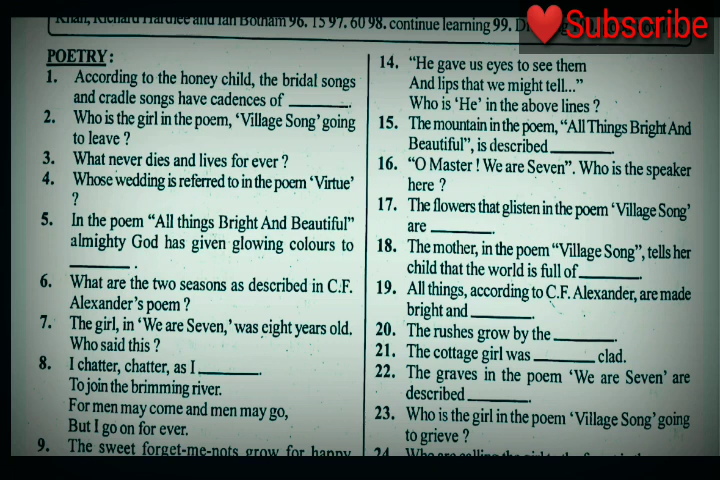 Khan, Richard Hardlee and Ian Botham 96. 15 97. 60 98. continue learning 99.
Subscribe
POETRY:
1. According to the honey child, the bridal songs
and cradle songs have cadences of ________.
2. Who is the girl in the poem, ‘Village Song’ going
to leave ?
3. What never dies and lives for ever ?
4. Whose wedding is referred to in the poem ‘Virtue’
?
5. In the poem “All things Bright And Beautiful”
almighty God has given glowing colours to
________ .
6. What are the two seasons as described in C.F.
Alexander’s poem ?
7. The girl, in ‘We are Seven,’ was eight years old.
Who said this ?
8. I chatter, chatter, as I ________.
To join the brimming river.
For men may come and men may go,
But I go on for ever.
9. The sweet forget-me-nots grow for happy
14. “He gave us eyes to see them
And lips that we might tell...”
Who is ‘He’ in the above lines ?
15. The mountain in the poem, “All Things Bright And
Beautiful”, is described ________.
16. “O Master ! We are Seven”. Who is the speaker
here ?
17. The flowers that glisten in the poem ‘Village Song’
are ________.
18. The mother, in the poem “Village Song”, tells her
child that the world is full of ________.
19. All things, according to C.F. Alexander, are made
bright and ________.
20. The rushes grow by the ________.
21. The cottage girl was ________ clad.
22. The graves in the poem ‘We are Seven’ are
described ________.
23. Who is the girl in the poem ‘Village Song’ going
to grieve ?
24. Who are calling the girl to the